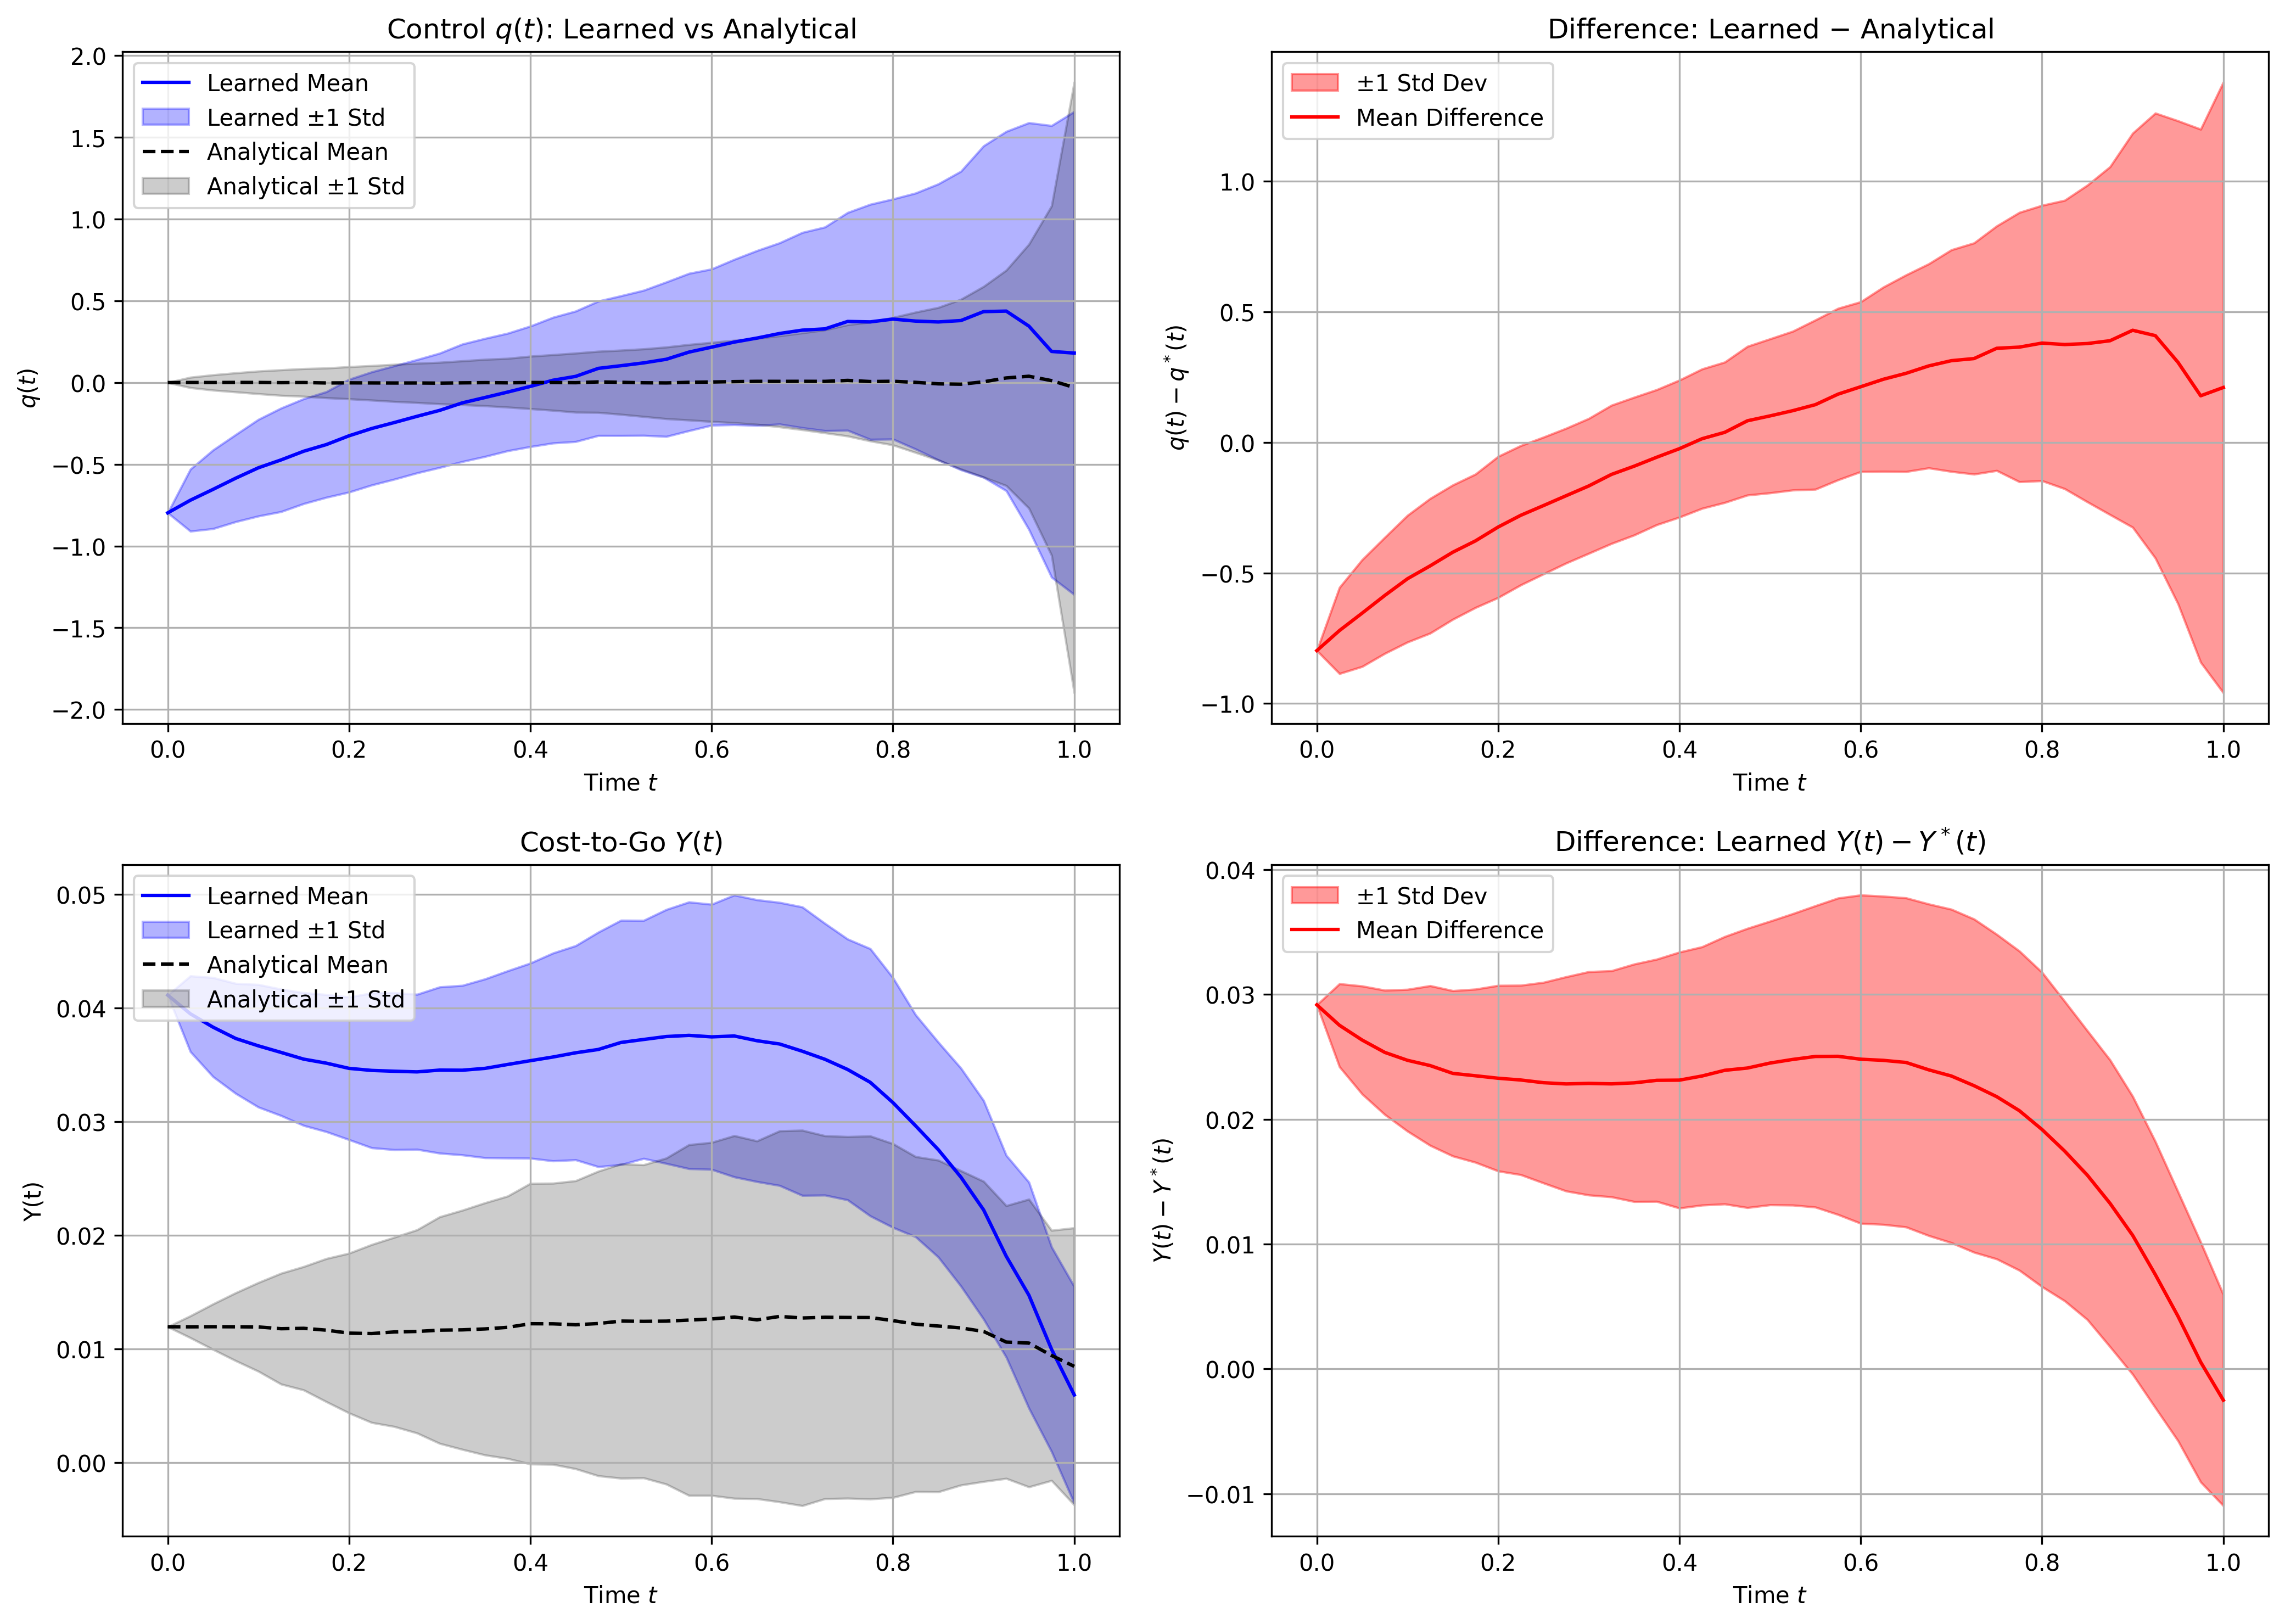 Control q(t): Learned vs Analytical
Learned Mean
Learned ±1 Std
Analytical Mean
Analytical ±1 Std
2.0
1.5
1.0
0.5
0.0
−0.5
−1.0
−1.5
−2.0
q(t)
0.0 0.2 0.4 0.6 0.8 1.0
Time t
Difference: Learned − Analytical
±1 Std Dev
Mean Difference
1.0
0.5
0.0
−0.5
−1.0
q(t) − q*(t)
0.0 0.2 0.4 0.6 0.8 1.0
Time t
Cost-to-Go Y(t)
Learned Mean
Learned ±1 Std
Analytical Mean
Analytical ±1 Std
0.05
0.04
0.03
0.02
0.01
0.00
Y(t)
0.0 0.2 0.4 0.6 0.8 1.0
Time t
Difference: Learned Y(t) − Y*(t)
±1 Std Dev
Mean Difference
0.04
0.03
0.02
0.01
0.00
−0.01
Y(t) − Y*(t)
0.0 0.2 0.4 0.6 0.8 1.0
Time t